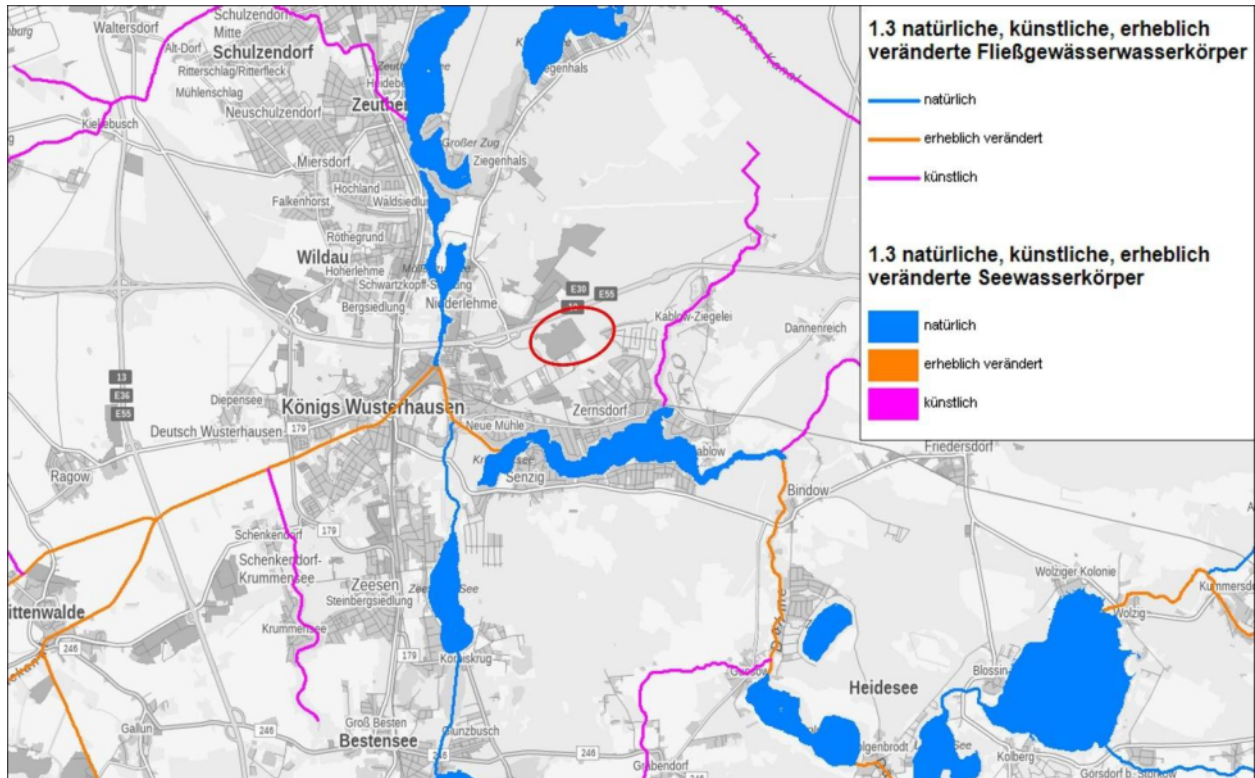 1.3 natürliche, künstliche, erheblich
veränderte Fließgewässerwasserkörper
natürlich
erheblich verändert
künstlich
1.3 natürliche, künstliche, erheblich
veränderte Seewasserkörper
natürlich
erheblich verändert
künstlich
Schulzendorf
Mitte
Waltersdorf
Alt-Dorf
Schulzendorf
Ritterschlag/Ritterfleck
Mühlenschlag
Neuschulzendorf
Kiekebusch
Miersdorf
Großer Zug
Ziegenhals
Hochland
Falkenhorst
Röthegrund
Wildau
Hoherlehme
Bergsiedlung
Niederlehme
E30
E55
Kablow-Ziegelei
Dannenreich
13
E36
E55
Diepensee
Königs Wusterhausen
Zernsdorf
Deutsch Wusterhausen
179
Neue Mühle
Senzig
Ragow
Friedersdorf
Bindow
179
Schenkendorf
Schenkendorf-
Krummensee
Zeesen
Steinbergsiedlung
Wolziger Kolonie
Wolzig
Krummensee
246
179
Heidesee
Gallun
Groß Besten
246
Bestensee
246
246
Kolberg